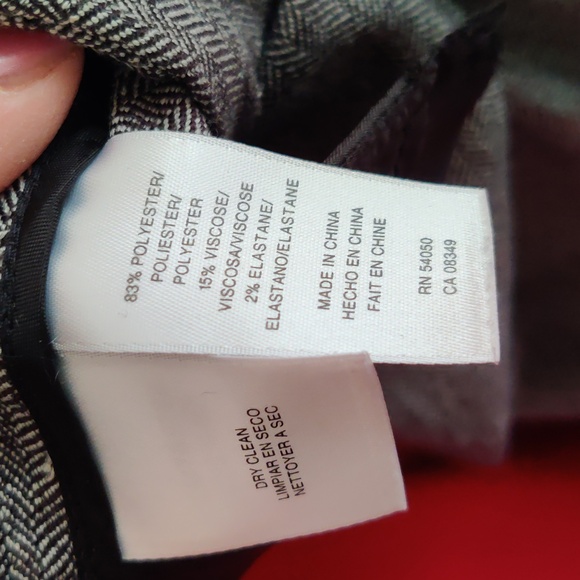 83% POLYESTER/
POLIESTER/
POLYESTER
15% VISCOSE/
VISCOSA/VISCOSE
2% ELASTANE/
ELASTANO/ELASTANE
MADE IN CHINA
HECHO EN CHINA
FAIT EN CHINE
RN 54050
CA 08349
DRY CLEAN
LIMPIAR EN SECO
NETTOYER A SEC